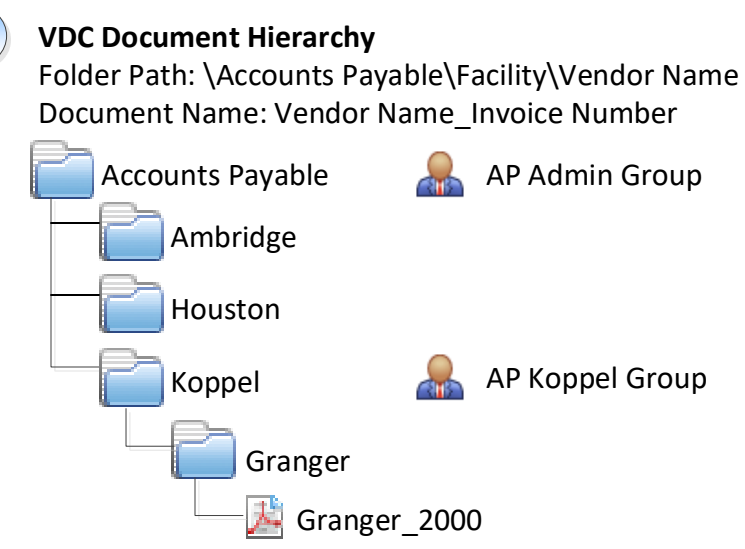 VDC Document Hierarchy
Folder Path: \Accounts Payable\Facility\Vendor Name
Document Name: Vendor Name_Invoice Number
Accounts Payable
AP Admin Group
Ambridge
Houston
Koppel
AP Koppel Group
Granger
Granger_2000